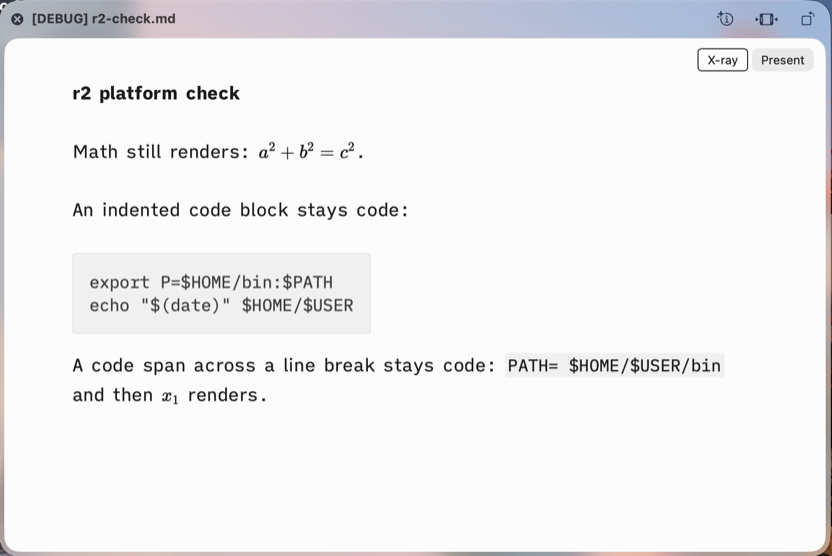 [DEBUG] r2-check.md
X-ray Present
r2 platform check
Math still renders: a² + b² = c².
An indented code block stays code:
export P=$HOME/bin:$PATH
echo "$(date)" $HOME/$USER
A code span across a line break stays code: PATH= $HOME/$USER/bin
and then x₁ renders.